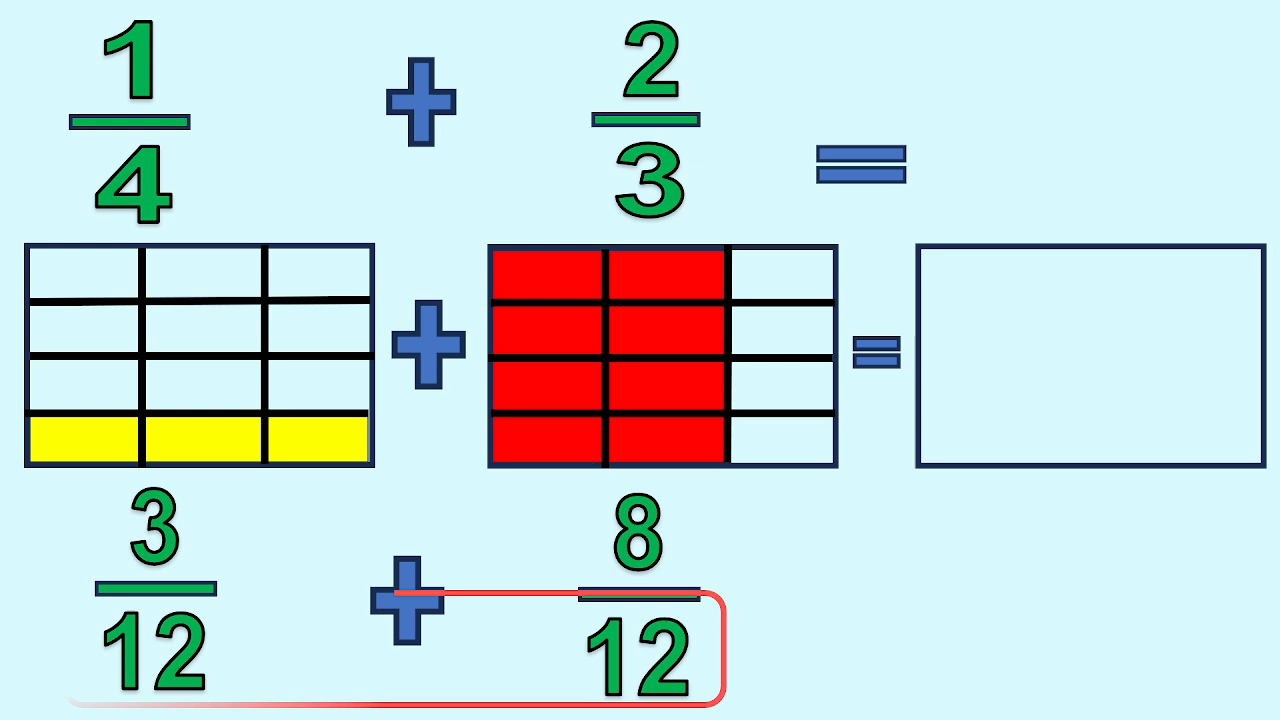 1/4 + 2/3 =
+ =
3/12 + 8/12